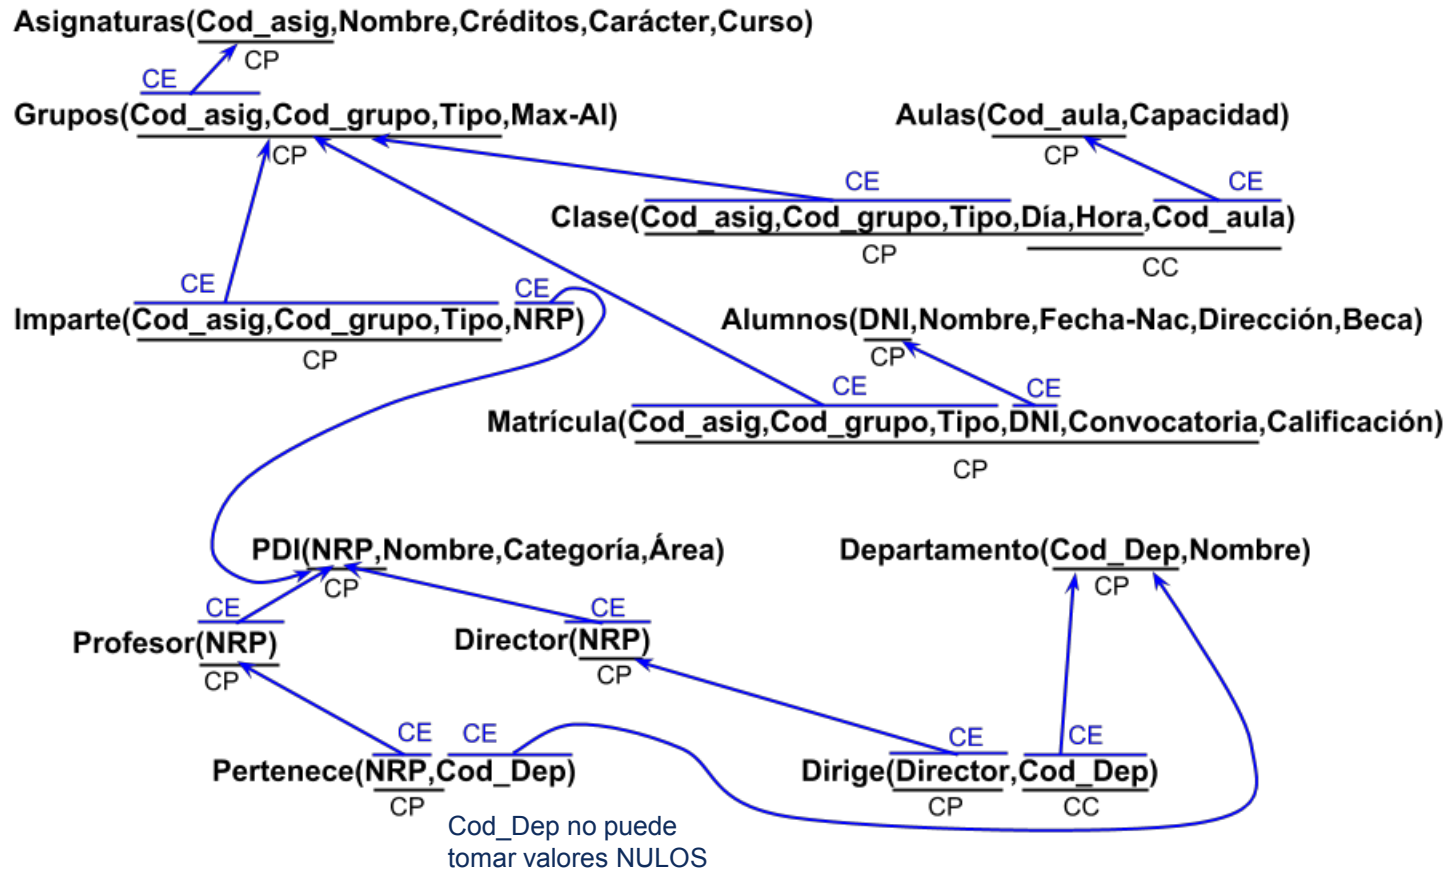 Asignaturas(Cod_asig,Nombre,Créditos,Carácter,Curso)
CP
CE
Grupos(Cod_asig,Cod_grupo,Tipo,Max-Al)
CP
Aulas(Cod_aula,Capacidad)
CP
CE
CE
Clase(Cod_asig,Cod_grupo,Tipo,Día,Hora,Cod_aula)
CP
CC
CE
CE
Imparte(Cod_asig,Cod_grupo,Tipo,NRP)
CP
Alumnos(DNI,Nombre,Fecha-Nac,Dirección,Beca)
CP
CE
CE
Matrícula(Cod_asig,Cod_grupo,Tipo,DNI,Convocatoria,Calificación)
CP
PDI(NRP,Nombre,Categoría,Área)
CP
Departamento(Cod_Dep,Nombre)
CP
CE
Profesor(NRP)
CP
CE
Director(NRP)
CP
CE
CE
Pertenece(NRP,Cod_Dep)
CP
CE
CE
Dirige(Director,Cod_Dep)
CP
CC
Cod_Dep no puede
tomar valores NULOS